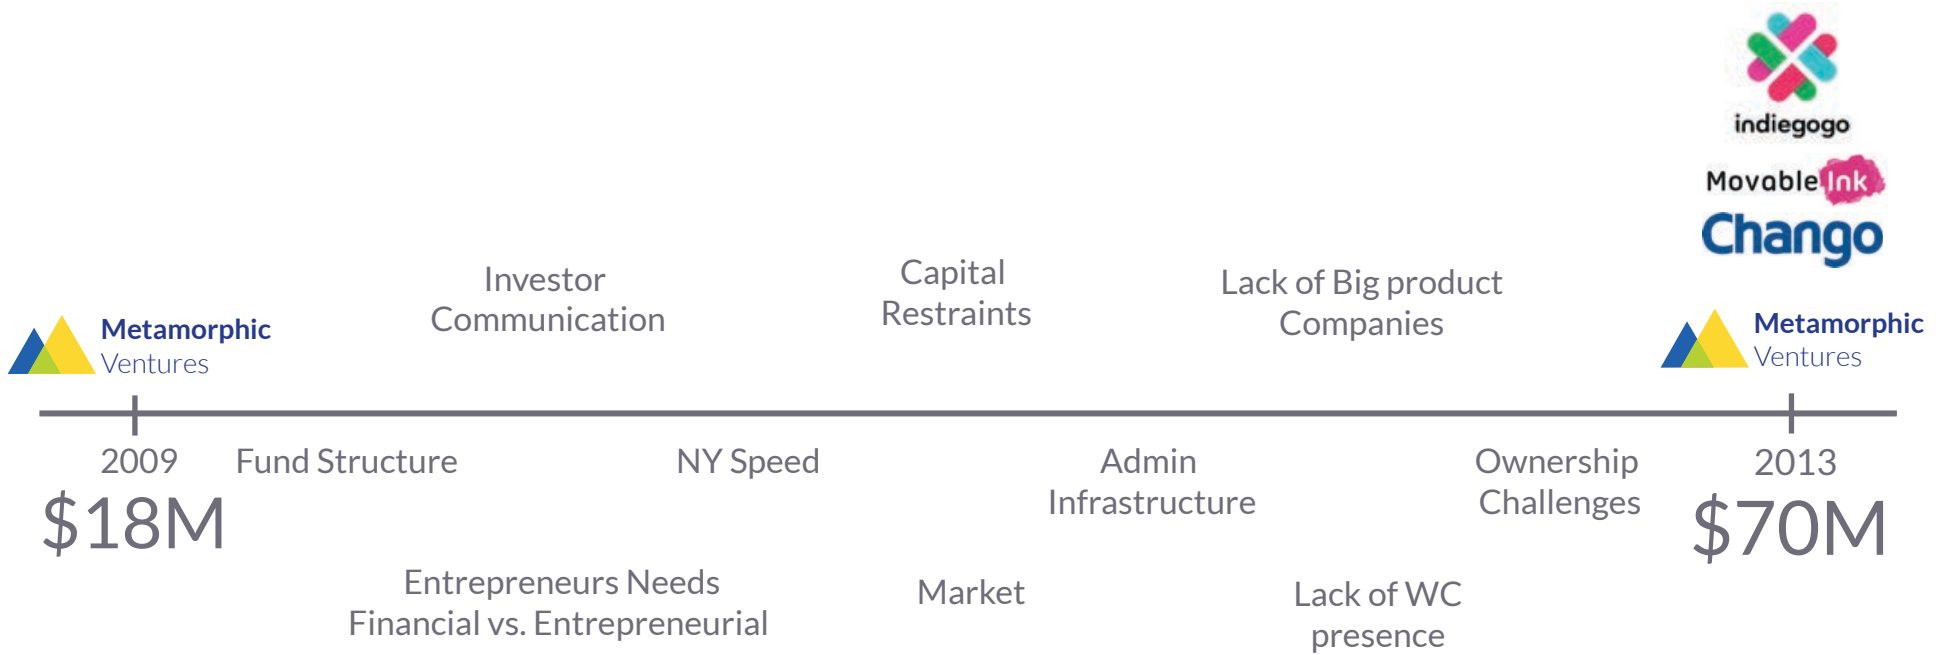 indiegogo
Movable Ink
Chango
Investor
Communication
Capital
Restraints
Lack of Big product
Companies
Metamorphic
Ventures
Metamorphic
Ventures
2009
$18M
Fund Structure
NY Speed
Admin
Infrastructure
Ownership
Challenges
2013
$70M
Entrepreneurs Needs
Financial vs. Entrepreneurial
Market
Lack of WC
presence